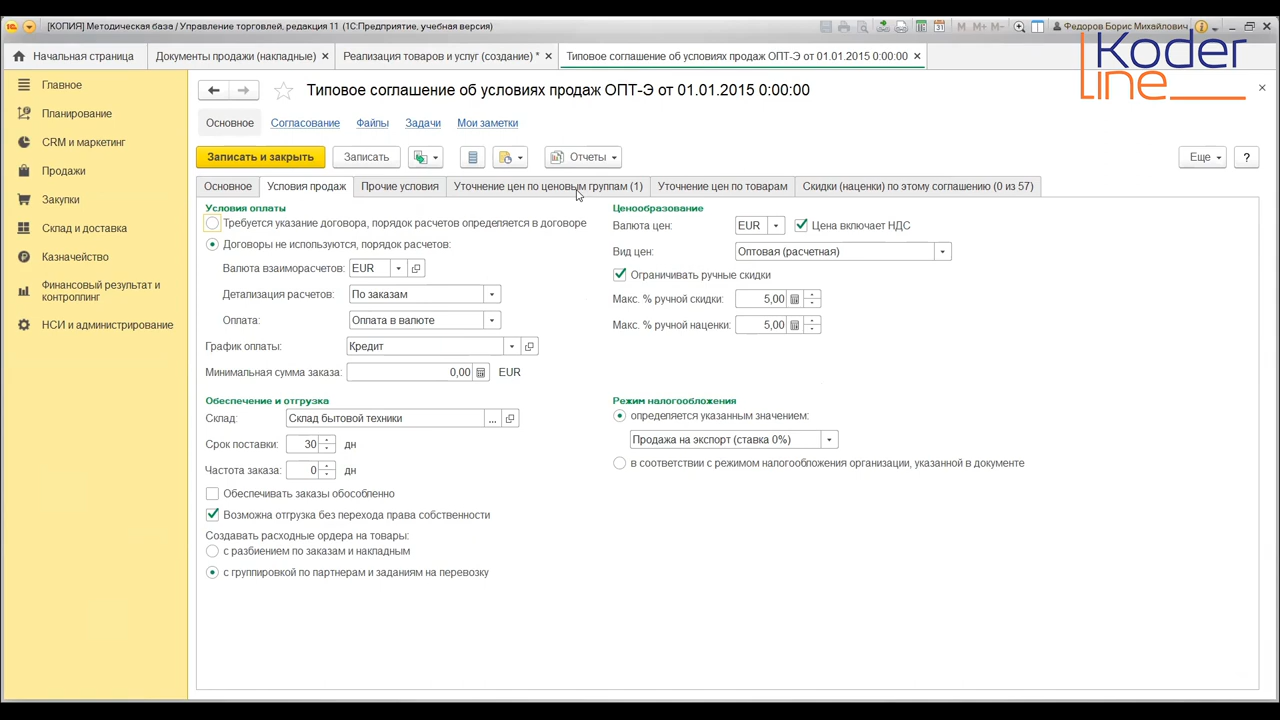 [КОПИЯ] Методическая база / Управление торговлей, редакция 11 (1С:Предприятие, учебная версия)
M M+ M-
Федоров Борис Михайлович
Начальная страница
Документы продажи (накладные) ×
Реализация товаров и услуг (создание) * ×
Типовое соглашение об условиях продаж ОПТ-Э от 01.01.2015 0:00:00 ×
Koder
line
Главное
Планирование
CRM и маркетинг
Продажи
Закупки
Склад и доставка
Казначейство
Финансовый результат и
контроллинг
НСИ и администрирование
Типовое соглашение об условиях продаж ОПТ-Э от 01.01.2015 0:00:00
Основное Согласование Файлы Задачи Мои заметки
Записать и закрыть Записать Отчеты Еще ?
Основное Условия продаж Прочие условия Уточнение цен по ценовым группам (1) Уточнение цен по товарам Скидки (наценки) по этому соглашению (0 из 57)
Условия оплаты
Требуется указание договора, порядок расчетов определяется в договоре
Договоры не используются, порядок расчетов:
Валюта взаиморасчетов: EUR
Детализация расчетов: По заказам
Оплата: Оплата в валюте
График оплаты: Кредит
Минимальная сумма заказа: 0,00 EUR
Обеспечение и отгрузка
Склад: Склад бытовой техники ...
Срок поставки: 30 дн
Частота заказа: 0 дн
Обеспечивать заказы обособленно
Возможна отгрузка без перехода права собственности
Создавать расходные ордера на товары:
с разбиением по заказам и накладным
с группировкой по партнерам и заданиям на перевозку
Ценообразование
Валюта цен: EUR Цена включает НДС
Вид цен: Оптовая (расчетная)
Ограничивать ручные скидки
Макс. % ручной скидки: 5,00
Макс. % ручной наценки: 5,00
Режим налогообложения
определяется указанным значением:
Продажа на экспорт (ставка 0%)
в соответствии с режимом налогообложения организации, указанной в документе